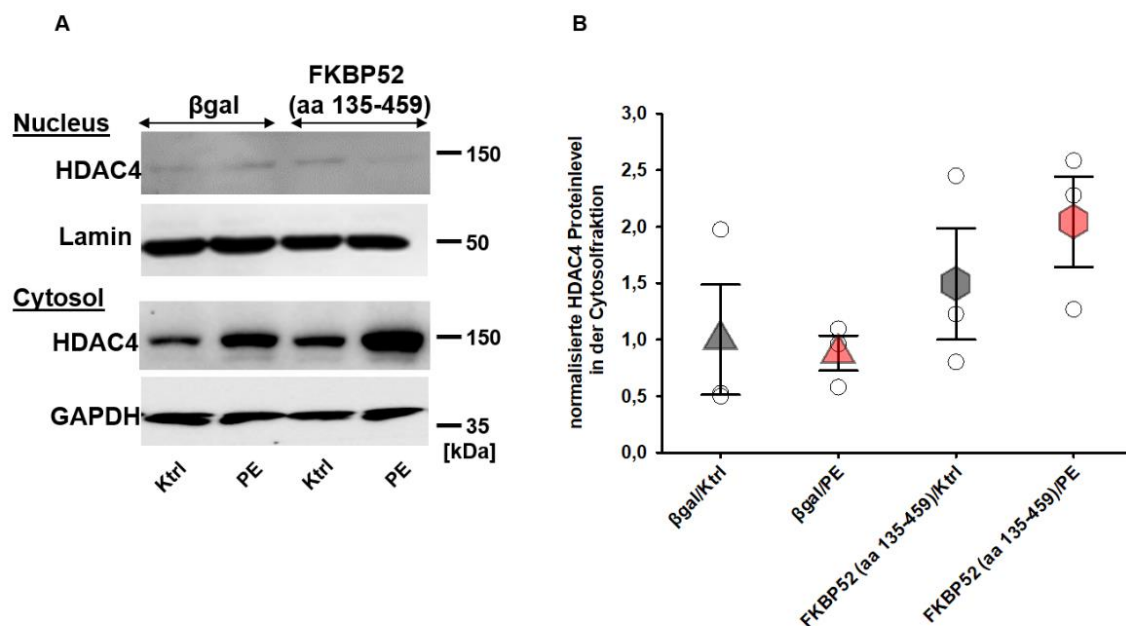 A
βgal
FKBP52
(aa 135-459)
Nucleus
HDAC4
150
Lamin
50
Cytosol
HDAC4
150
GAPDH
35
[kDa]
Ktrl
PE
Ktrl
PE
B
normalisierte HDAC4 Proteinlevel
in der Cytosolfraktion
3,0
2,5
2,0
1,5
1,0
0,5
0,0
βgal/Ktrl
βgal/PE
FKBP52 (aa 135-459)/Ktrl
FKBP52 (aa 135-459)/PE